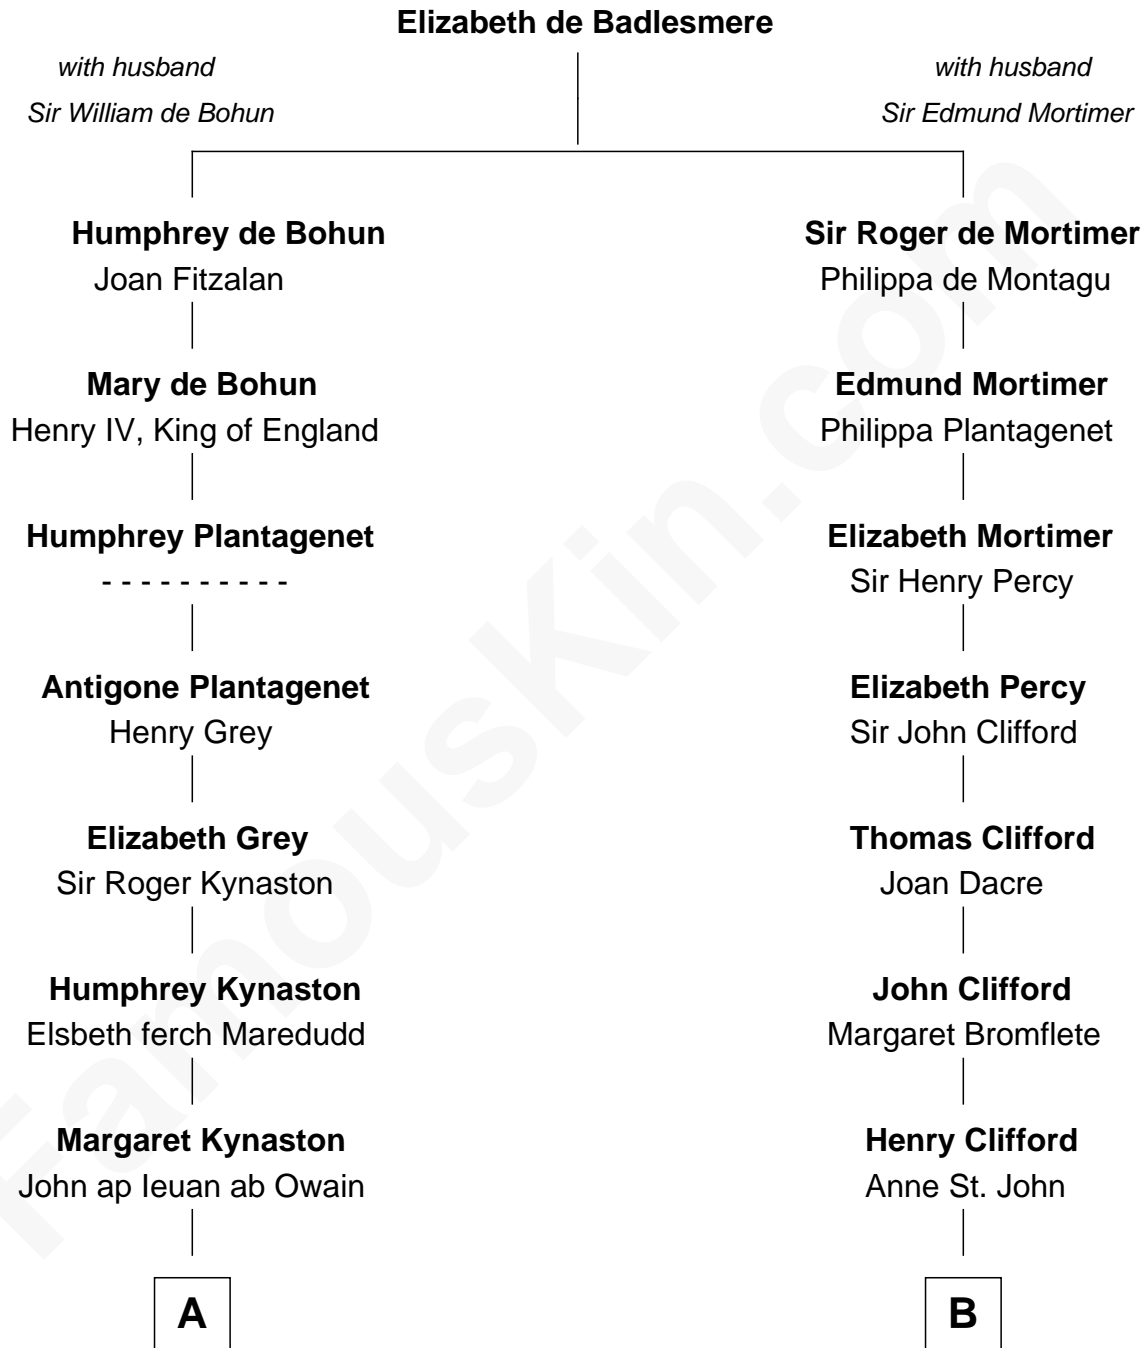 Elizabeth de Badlesmere
with husband
Sir William de Bohun
with husband
Sir Edmund Mortimer
Humphrey de Bohun
Joan Fitzalan
Sir Roger de Mortimer
Philippa de Montagu
Mary de Bohun
Henry IV, King of England
Edmund Mortimer
Philippa Plantagenet
Humphrey Plantagenet
- - - - - - - - - -
Elizabeth Mortimer
Sir Henry Percy
Antigone Plantagenet
Henry Grey
Elizabeth Percy
Sir John Clifford
Elizabeth Grey
Sir Roger Kynaston
Thomas Clifford
Joan Dacre
Humphrey Kynaston
Elsbeth ferch Maredudd
John Clifford
Margaret Bromflete
Margaret Kynaston
John ap Ieuan ab Owain
Henry Clifford
Anne St. John
A
B
FamousKin.com